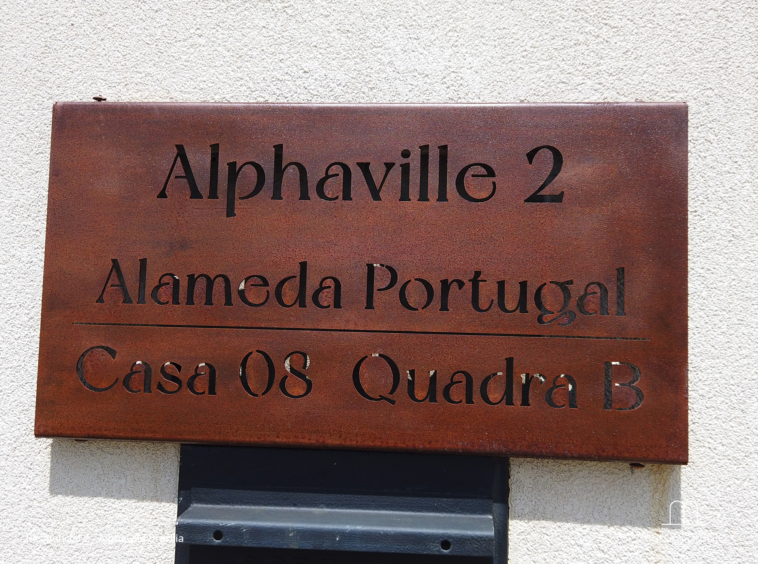 Alphaville 2
Alameda Portugal
Casa 08 Quadra B